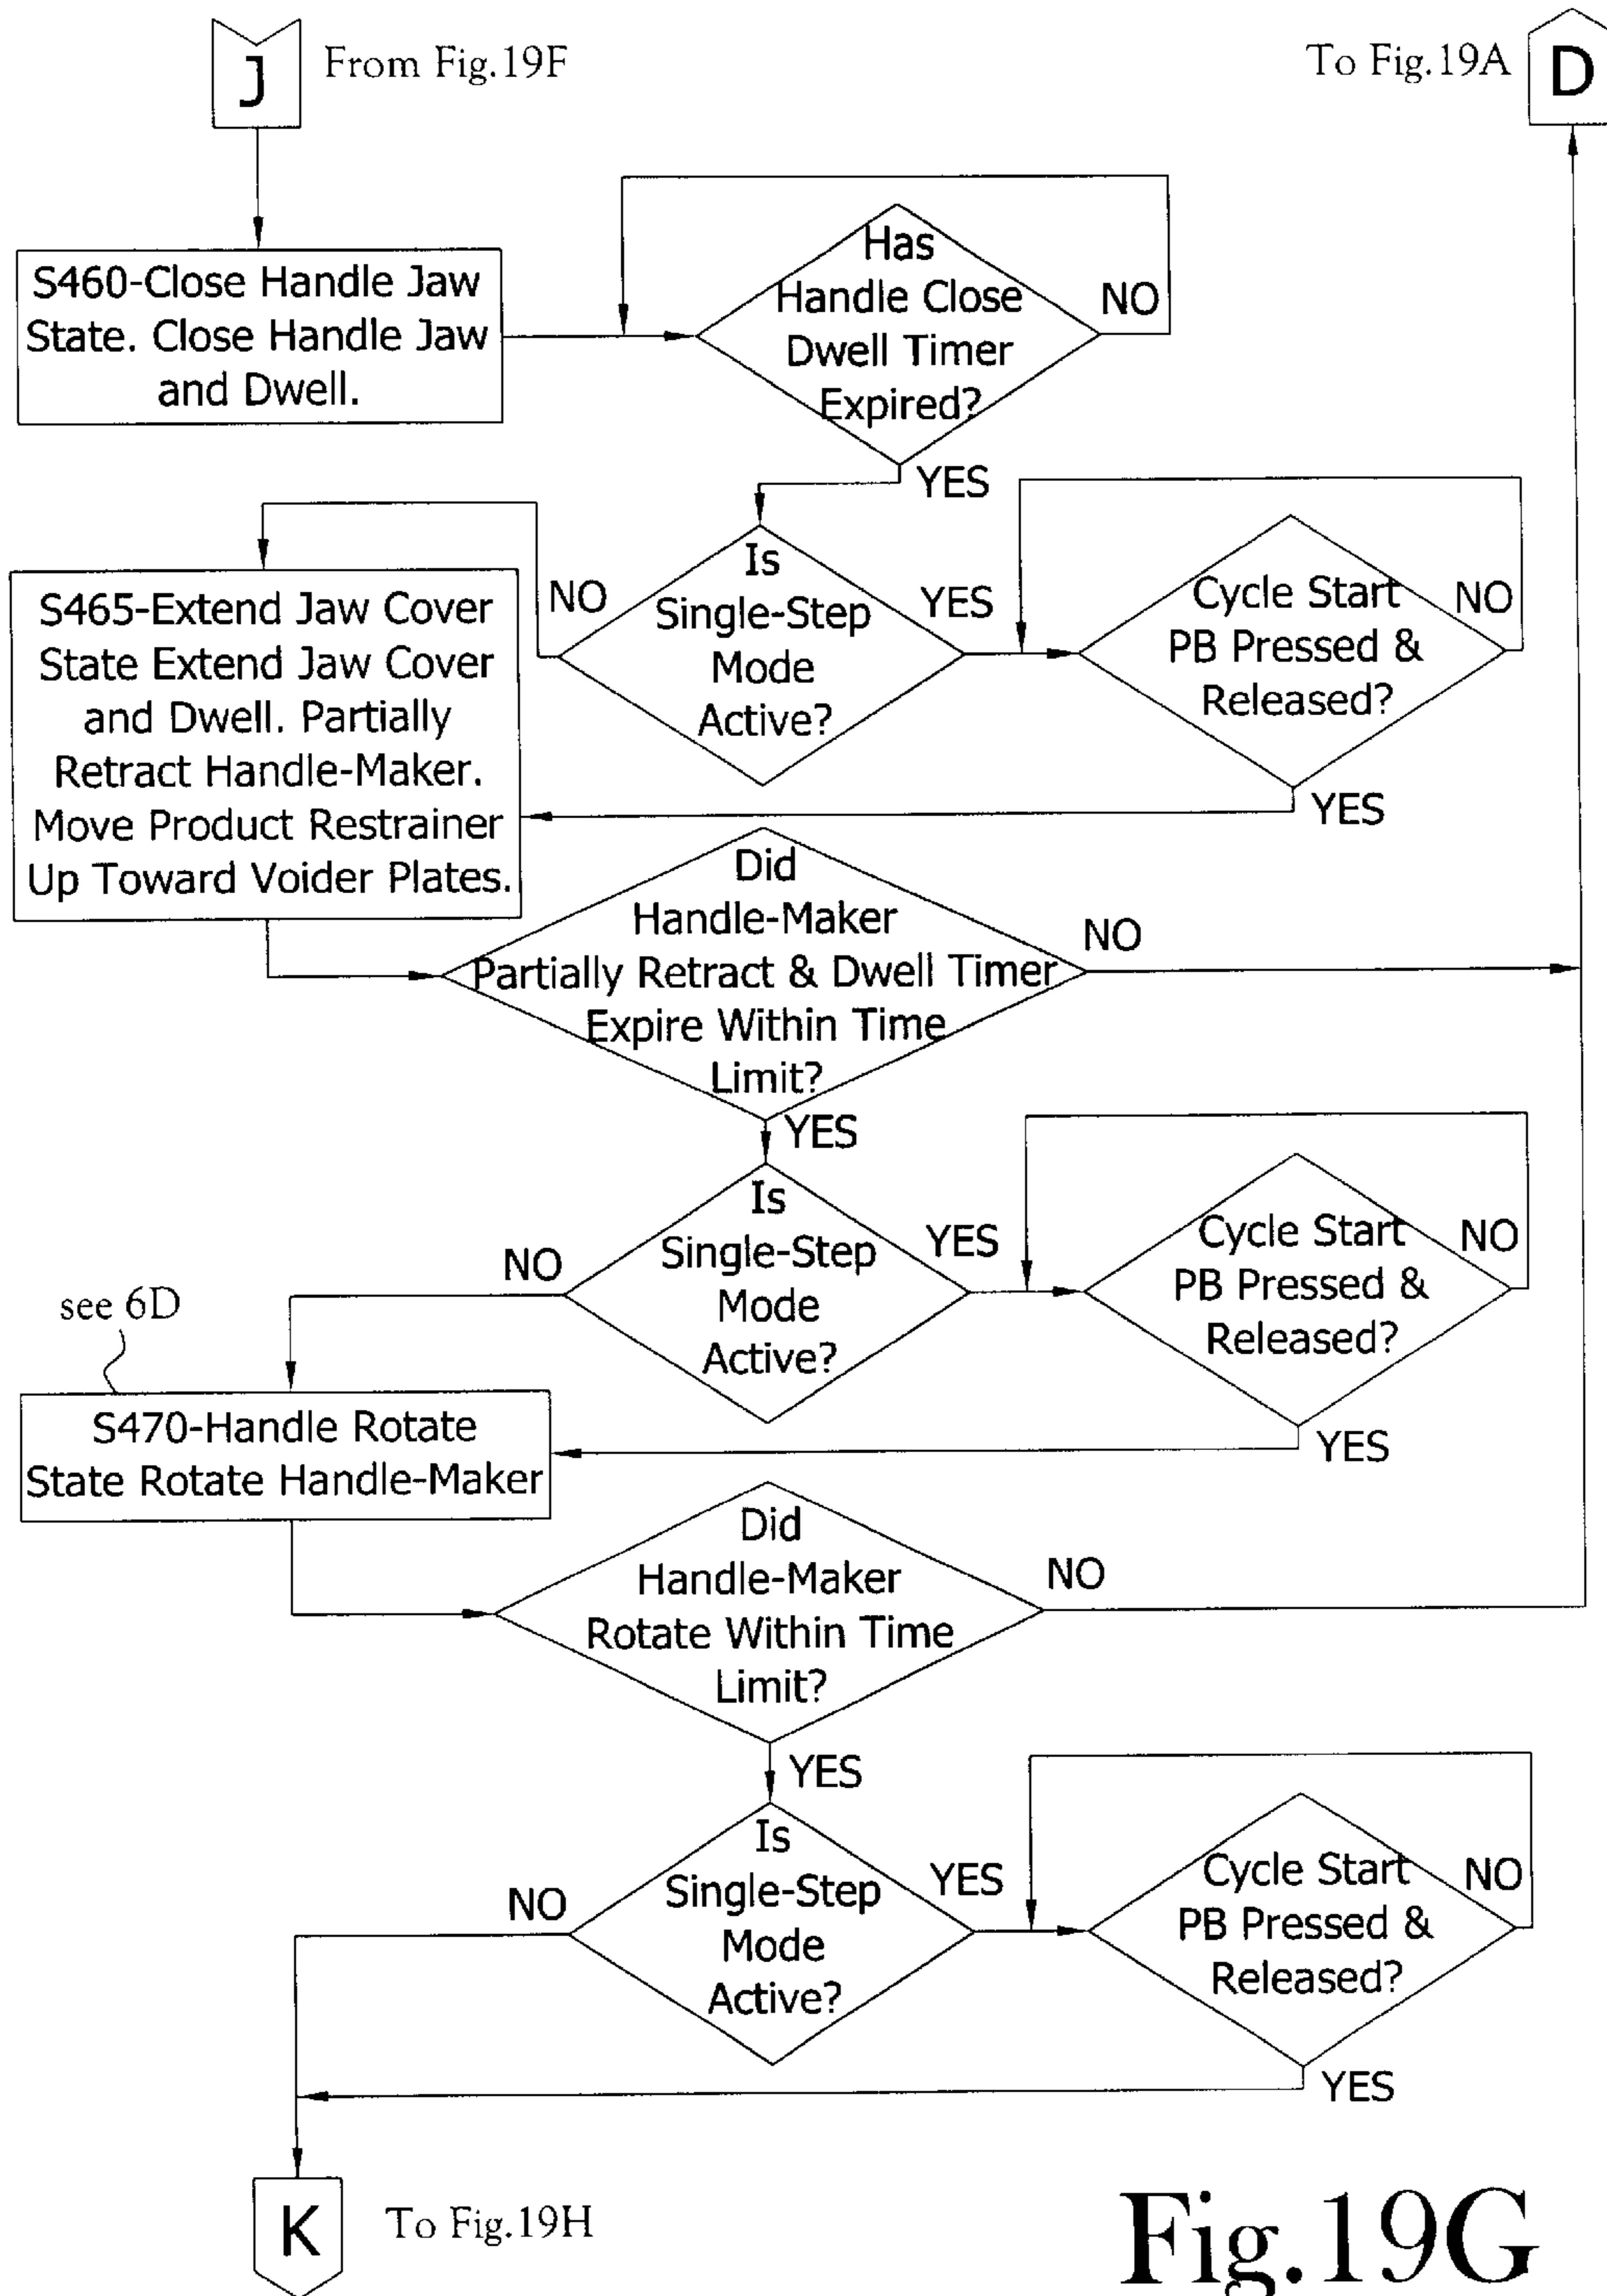 J
From Fig.19F
To Fig.19A
D
S460-Close Handle Jaw
State. Close Handle Jaw
and Dwell.
Has
Handle Close
Dwell Timer
Expired?
NO
YES
Is
Single-Step
Mode
Active?
NO
YES
Cycle Start
PB Pressed &
Released?
NO
YES
S465-Extend Jaw Cover
State Extend Jaw Cover
and Dwell. Partially
Retract Handle-Maker.
Move Product Restrainer
Up Toward Voider Plates.
Did
Handle-Maker
Partially Retract & Dwell Timer
Expire Within Time
Limit?
NO
YES
Is
Single-Step
Mode
Active?
NO
YES
Cycle Start
PB Pressed &
Released?
NO
YES
see 6D
S470-Handle Rotate
State Rotate Handle-Maker
Did
Handle-Maker
Rotate Within Time
Limit?
NO
YES
Is
Single-Step
Mode
Active?
NO
YES
Cycle Start
PB Pressed &
Released?
NO
YES
K
To Fig.19H
Fig.19G